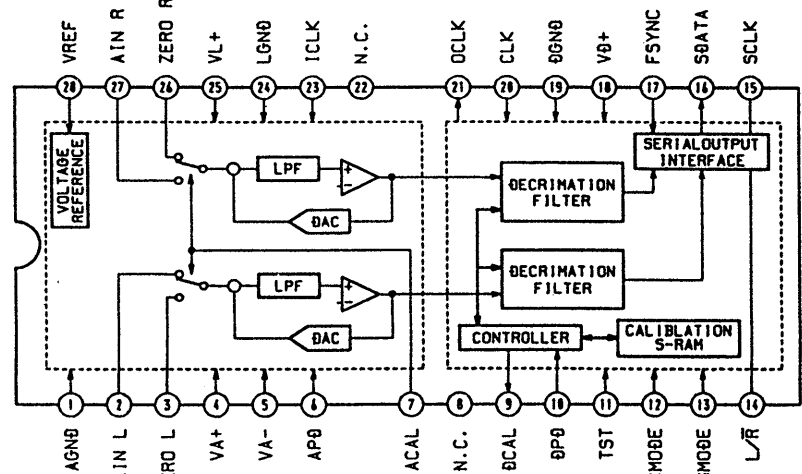 VREF
AIN R
ZERO R
VL+
LGND
ICLK
N.C.
OCLK
CLK
DGND
VD+
FSYNC
SDATA
SCLK
28
27
26
25
24
23
22
21
20
19
18
17
16
15
VOLTAGE
REFERENCE
LPF
+
-
DAC
DECRIMATION
FILTER
SERIALOUTPUT
INTERFACE
LPF
+
-
DAC
DECRIMATION
FILTER
CONTROLLER
CALIBLATION
S-RAM
1
2
3
4
5
6
7
8
9
10
11
12
13
14
AGND
AIN L
ZERO L
VA+
VA-
APD
ACAL
N.C.
DCAL
DPD
TST
MODE
MODE
L/R̅